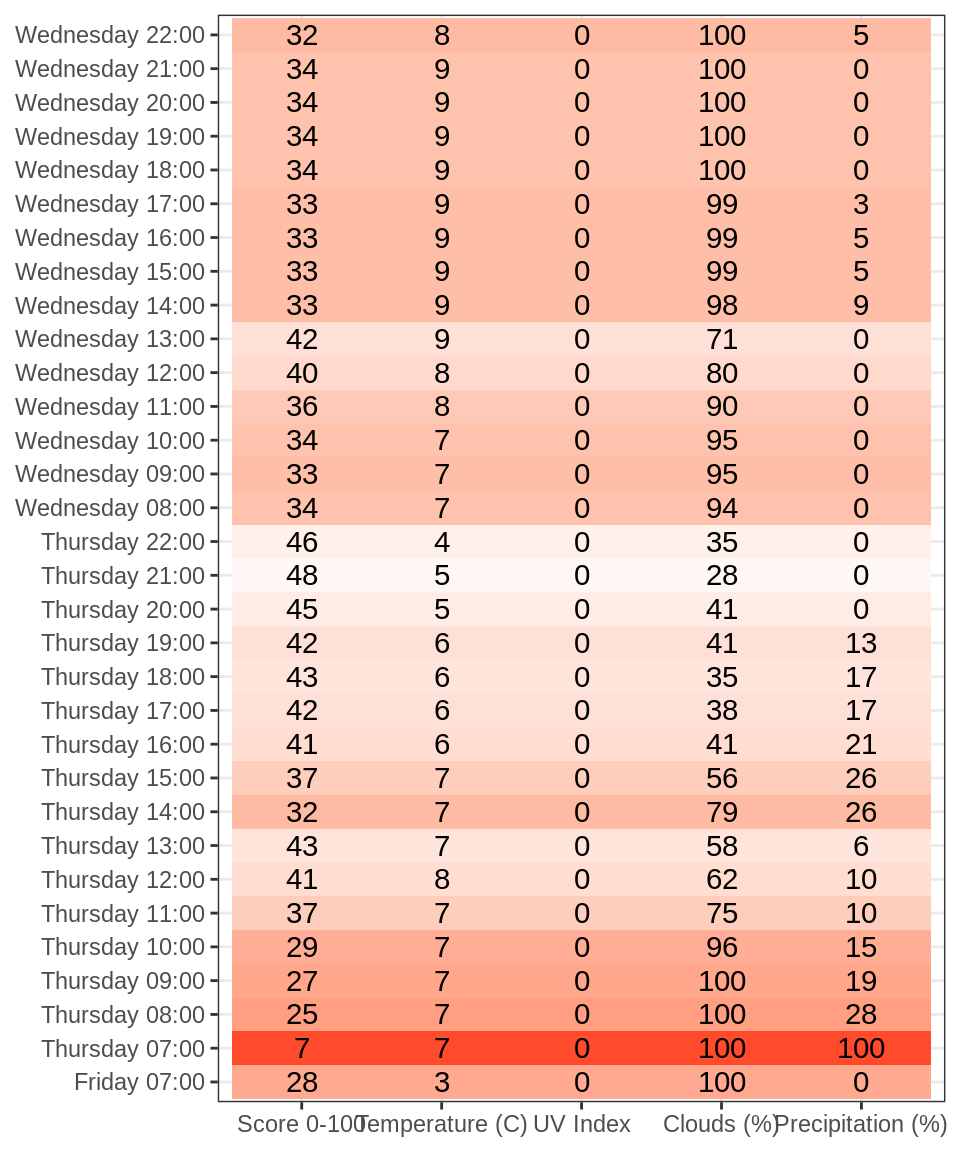 Wednesday 22:00 32 8 0 100 5
Wednesday 21:00 34 9 0 100 0
Wednesday 20:00 34 9 0 100 0
Wednesday 19:00 34 9 0 100 0
Wednesday 18:00 34 9 0 100 0
Wednesday 17:00 33 9 0 99 3
Wednesday 16:00 33 9 0 99 5
Wednesday 15:00 33 9 0 99 5
Wednesday 14:00 33 9 0 98 9
Wednesday 13:00 42 9 0 71 0
Wednesday 12:00 40 8 0 80 0
Wednesday 11:00 36 8 0 90 0
Wednesday 10:00 34 7 0 95 0
Wednesday 09:00 33 7 0 95 0
Wednesday 08:00 34 7 0 94 0
Thursday 22:00 46 4 0 35 0
Thursday 21:00 48 5 0 28 0
Thursday 20:00 45 5 0 41 0
Thursday 19:00 42 6 0 41 13
Thursday 18:00 43 6 0 35 17
Thursday 17:00 42 6 0 38 17
Thursday 16:00 41 6 0 41 21
Thursday 15:00 37 7 0 56 26
Thursday 14:00 32 7 0 79 26
Thursday 13:00 43 7 0 58 6
Thursday 12:00 41 8 0 62 10
Thursday 11:00 37 7 0 75 10
Thursday 10:00 29 7 0 96 15
Thursday 09:00 27 7 0 100 19
Thursday 08:00 25 7 0 100 28
Thursday 07:00 7 7 0 100 100
Friday 07:00 28 3 0 100 0
Score 0-100 Temperature (C) UV Index Clouds (%) Precipitation (%)